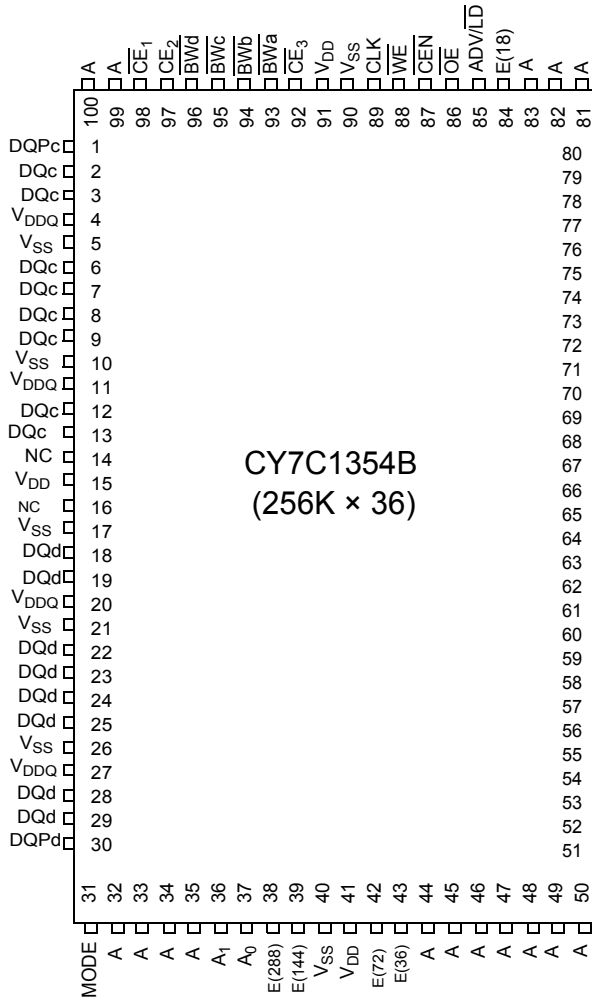 A A CE1 CE2 BWd BWc BWb BWa CE3 VDD VSS CLK WE CEN OE ADV/LD E(18) A A A
100 99 98 97 96 95 94 93 92 91 90 89 88 87 86 85 84 83 82 81
DQPc 1
DQc 2
DQc 3
VDDQ 4
VSS 5
DQc 6
DQc 7
DQc 8
DQc 9
VSS 10
VDDQ 11
DQc 12
DQc 13
NC 14
VDD 15
NC 16
VSS 17
DQd 18
DQd 19
VDDQ 20
VSS 21
DQd 22
DQd 23
DQd 24
DQd 25
VSS 26
VDDQ 27
DQd 28
DQd 29
DQPd 30
CY7C1354B
(256K × 36)
80
79
78
77
76
75
74
73
72
71
70
69
68
67
66
65
64
63
62
61
60
59
58
57
56
55
54
53
52
51
31 32 33 34 35 36 37 38 39 40 41 42 43 44 45 46 47 48 49 50
MODE A A A A A1 A0 E(288) E(144) VSS VDD E(72) E(36) A A A A A A A